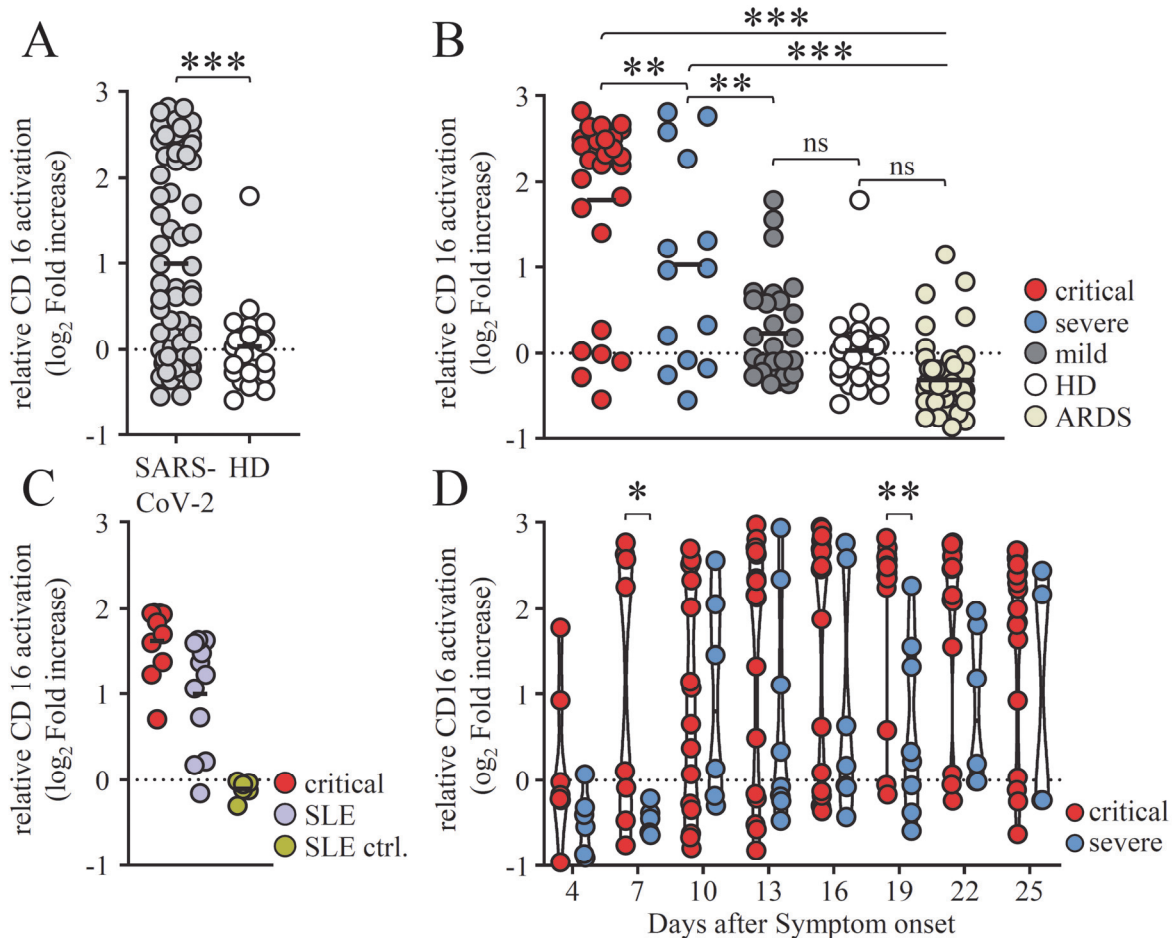 A
***
relative CD 16 activation
(log2 Fold increase)
3
2
1
0
-1
SARS-
CoV-2
HD
B
***
***
**
**
ns
ns
relative CD 16 activation
(log2 Fold increase)
3
2
1
0
-1
critical
severe
mild
HD
ARDS
C
relative CD 16 activation
(log2 Fold increase)
3
2
1
0
-1
critical
SLE
SLE ctrl.
D
*
**
relative CD16 activation
(og2 Fold increase)
3
2
1
0
-1
4 7 10 13 16 19 22 25
Days after Symptom onset
critical
severe